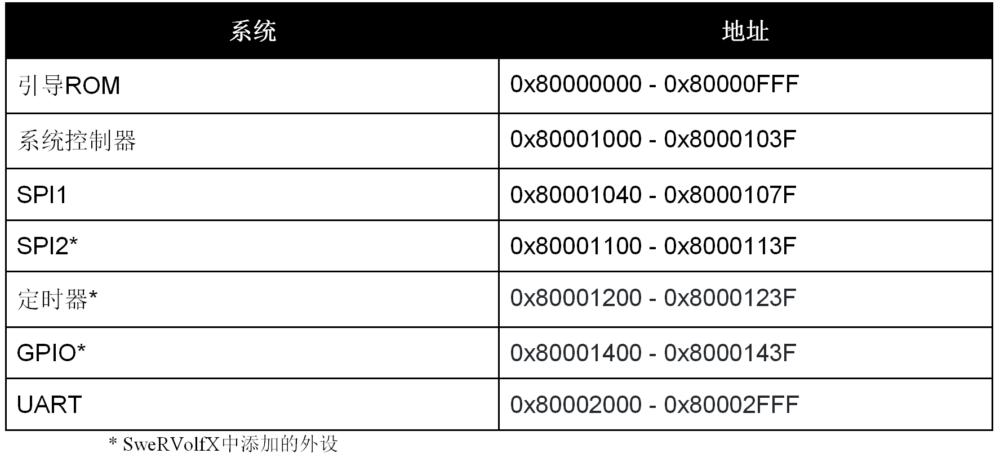 系统 地址
引导ROM 0x80000000 - 0x80000FFF
系统控制器 0x80001000 - 0x8000103F
SPI1 0x80001040 - 0x8000107F
SPI2* 0x80001100 - 0x8000113F
定时器* 0x80001200 - 0x8000123F
GPIO* 0x80001400 - 0x8000143F
UART 0x80002000 - 0x80002FFF
* SweRVolfX中添加的外设